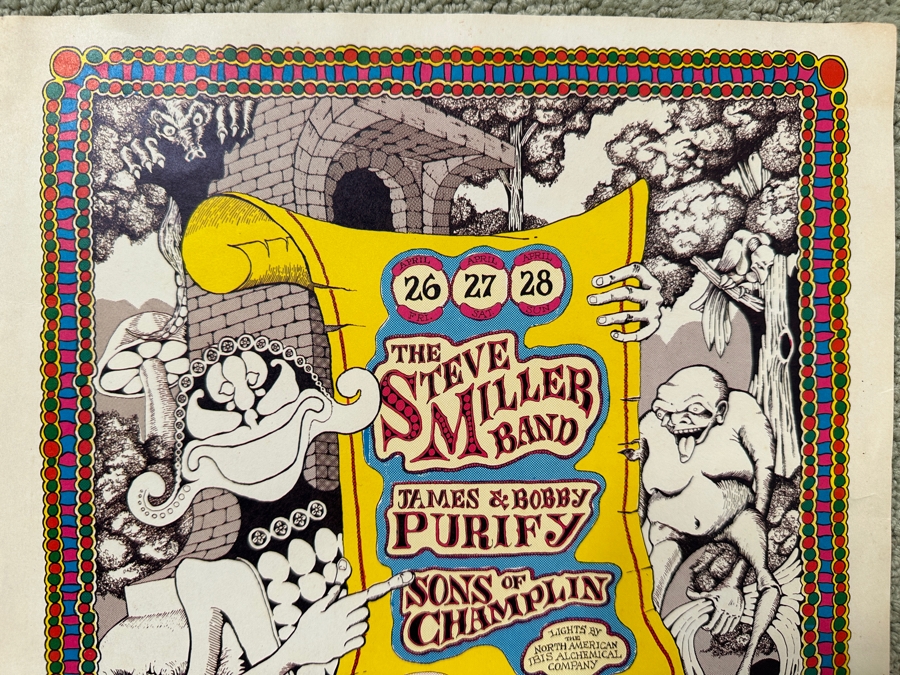 APRIL APRIL APRIL
26 27 28
FRI. SAT. SUN.
THE
STEVE
MILLER
BAND
JAMES & BOBBY
PURIFY
SONS OF
CHAMPLIN
LIGHTS BY
THE
NORTH AMERICAN
IBIS ALCHEMICAL
COMPANY